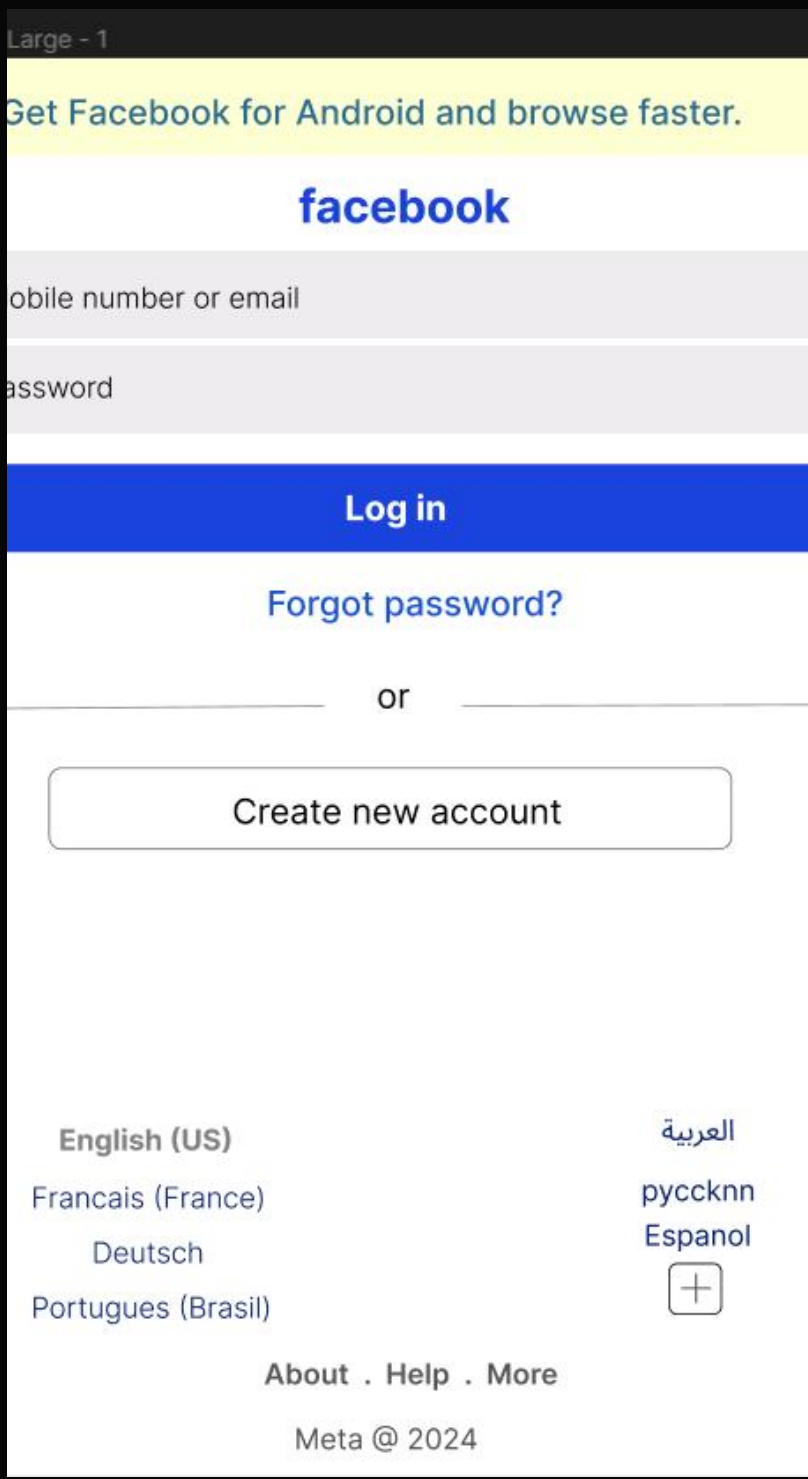 Large - 1
Get Facebook for Android and browse faster.
facebook
obile number or email
assword
Log in
Forgot password?
or
Create new account
English (US)
العربية
Francais (France)
pyccknn
Deutsch
Espanol
Portugues (Brasil)
About . Help . More
Meta @ 2024